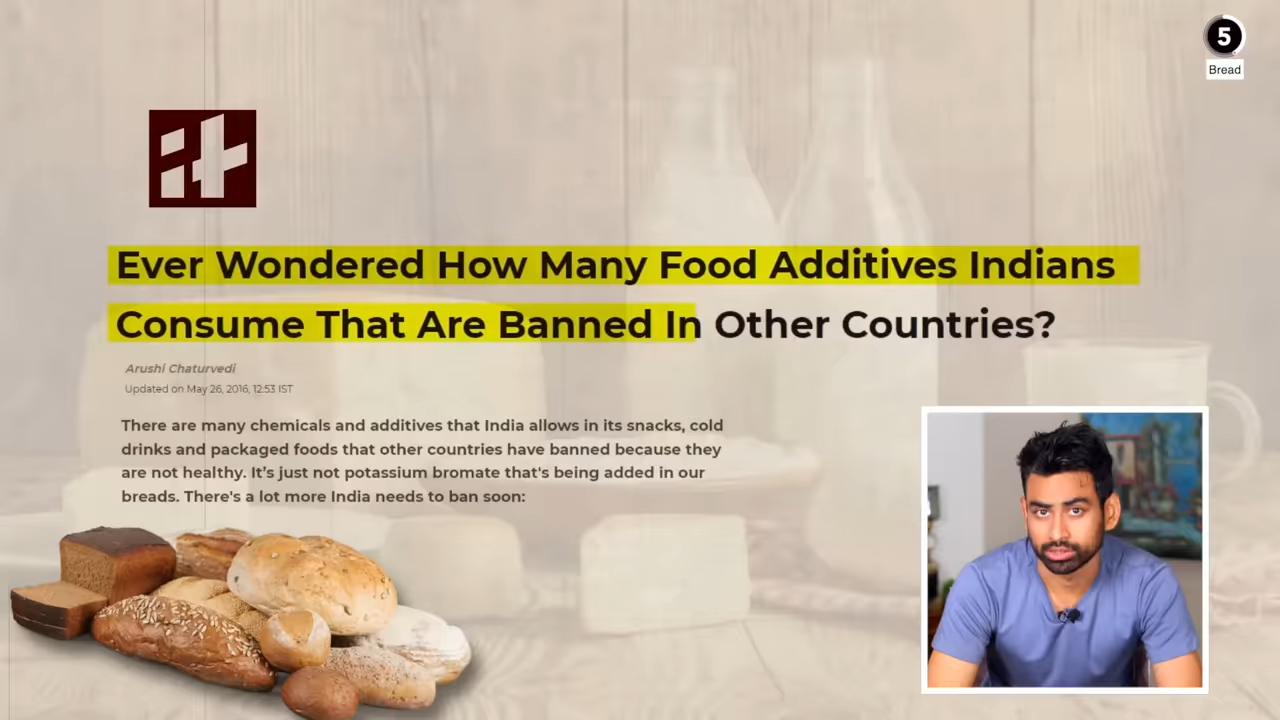 5
Bread
it
Ever Wondered How Many Food Additives Indians
Consume That Are Banned In Other Countries?
Arushi Chaturvedi
Updated on May 26, 2016, 12:53 IST
There are many chemicals and additives that India allows in its snacks, cold
drinks and packaged foods that other countries have banned because they
are not healthy. It's just not potassium bromate that's being added in our
breads. There's a lot more India needs to ban soon: